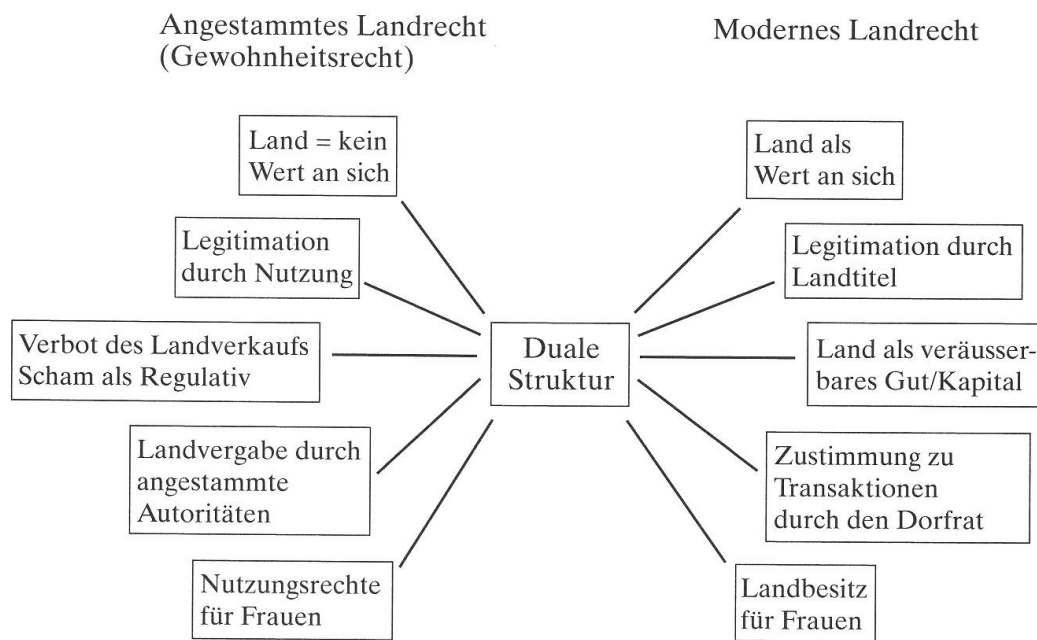 Angestammtes Landrecht
(Gewohnheitsrecht)
Modernes Landrecht
Land = kein
Wert an sich
Legitimation
durch Nutzung
Verbot des Landverkaufs
Scham als Regulativ
Landvergabe durch
angestammte
Autoritäten
Nutzungsrechte
für Frauen
Duale
Struktur
Land als
Wert an sich
Legitimation durch
Landtitel
Land als veräusser-
bares Gut/Kapital
Zustimmung zu
Transaktionen
durch den Dorfrat
Landbesitz
für Frauen